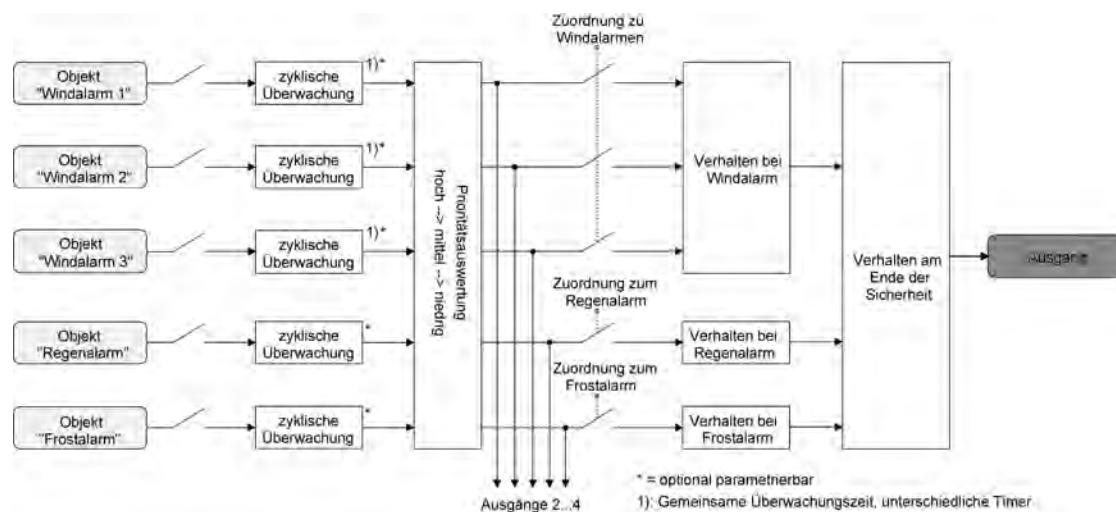 Zuordnung zu
Windalarmen
Objekt
"Windalarm 1"
zyklische
Überwachung
1)*
Objekt
"Windalarm 2"
zyklische
Überwachung
1)*
Verhalten bei
Windalarm
Objekt
"Windalarm 3"
zyklische
Überwachung
1)*
Prioritätsauswertung
hoch --> mittel --> niedrig
Verhalten am
Ende der
Sicherheit
Ausgang
Zuordnung zum
Regenalarm
Objekt
"Regenalarm"
zyklische
Überwachung
*
Verhalten bei
Regenalarm
Zuordnung zum
Frostalarm
Objekt
"Frostalarm"
zyklische
Überwachung
*
Verhalten bei
Frostalarm
Ausgänge 2...4
* = optional parametrierbar
1): Gemeinsame Überwachungszeit, unterschiedliche Timer